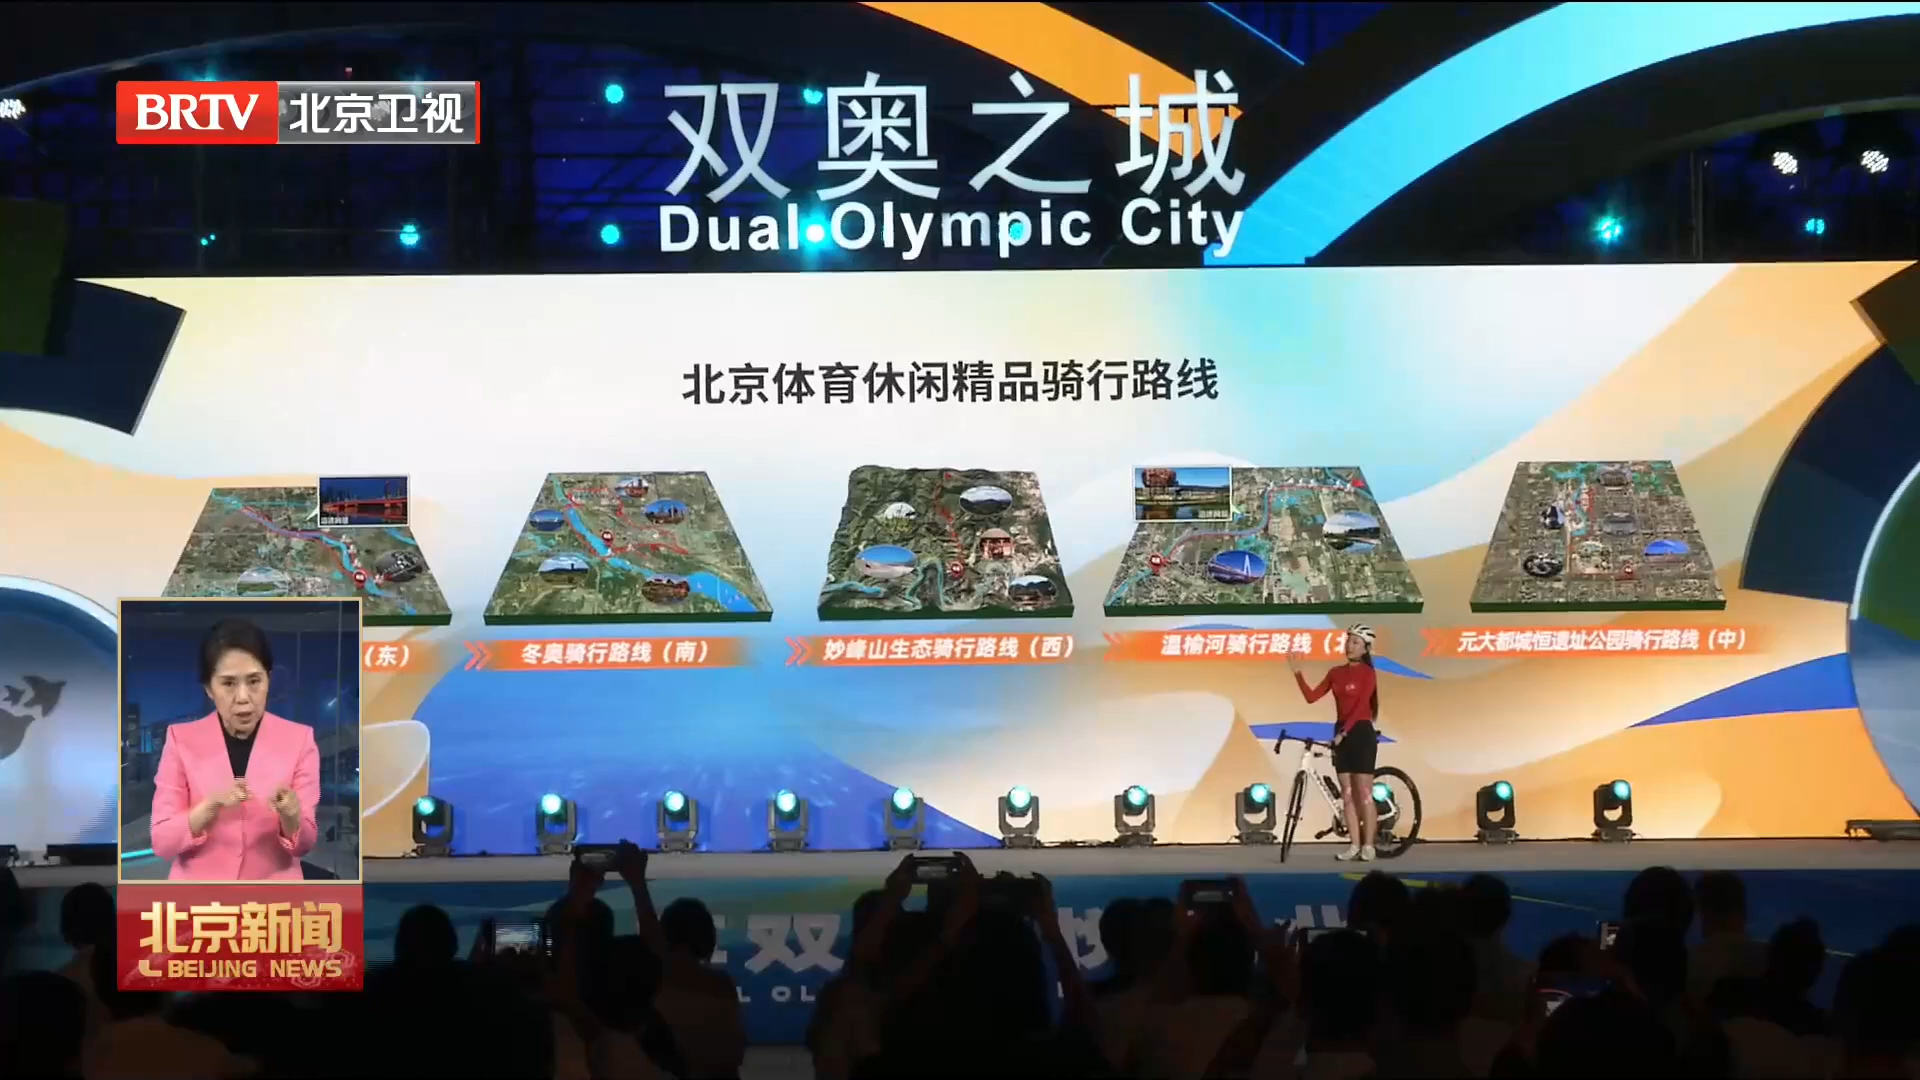 BRTV 北京卫视
双奥之城
Dual Olympic City
北京体育休闲精品骑行路线
(东)
冬奥骑行路线(南)
妙峰山生态骑行路线(西)
温榆河骑行路线(北
元大都城垣遗址公园骑行路线(中)
双
北京新闻
BEIJING NEWS